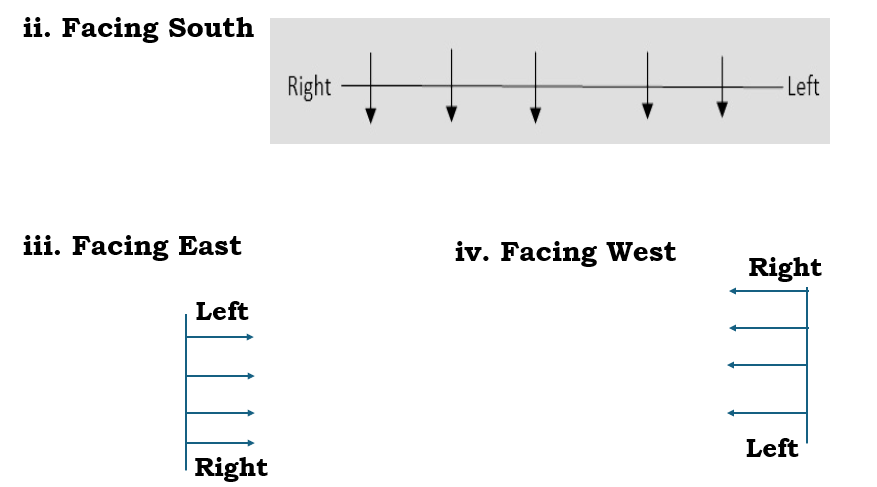 ii. Facing South
Right Left
iii. Facing East
iv. Facing West
Left
Right
Right
Left